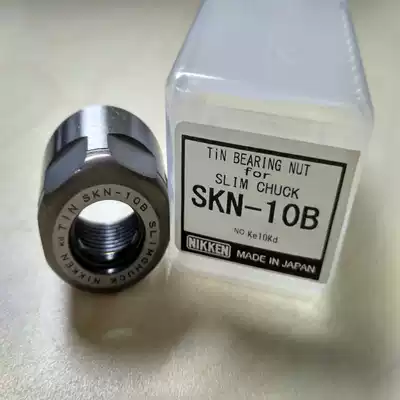 TiN BEARING NUT
for
SLIM CHUCK
SKN-10B
NO.Ke10Kd
NIKKEN MADE IN JAPAN
NIKKEN Kd TiN SKN-10B SLIMCHUCK